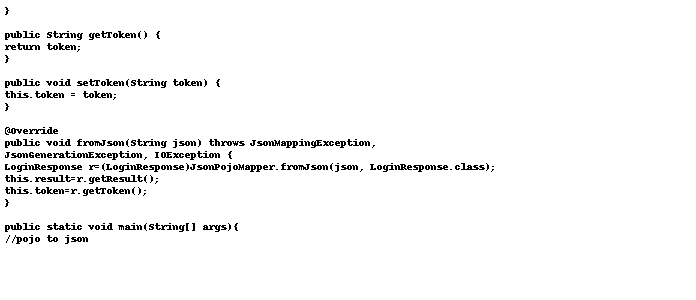 }
public String getToken() {
return token;
}
public void setToken(String token) {
this.token = token;
}
@Override
public void fromJson(String json) throws JsonMappingException,
JsonGenerationException, IOException {
LoginResponse r=(LoginResponse)JsonPojoMapper.fromJson(json, LoginResponse.class);
this.result=r.getResult();
this.token=r.getToken();
}
public static void main(String[] args){
//pojo to json